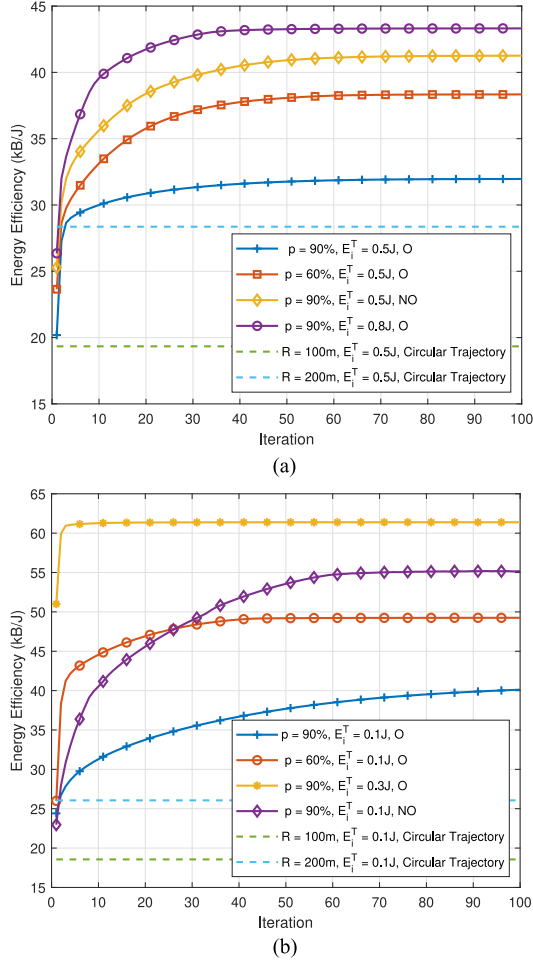 45
40
35
30
25
20
15
Energy Efficiency (kB/J)
p = 90%, E_i^T = 0.5J, O
p = 60%, E_i^T = 0.5J, O
p = 90%, E_i^T = 0.5J, NO
p = 90%, E_i^T = 0.8J, O
R = 100m, E_i^T = 0.5J, Circular Trajectory
R = 200m, E_i^T = 0.5J, Circular Trajectory
0 10 20 30 40 50 60 70 80 90 100
Iteration
(a)
65
60
55
50
45
40
35
30
25
20
15
Energy Efficiency (kB/J)
p = 90%, E_i^T = 0.1J, O
p = 60%, E_i^T = 0.1J, O
p = 90%, E_i^T = 0.3J, O
p = 90%, E_i^T = 0.1J, NO
R = 100m, E_i^T = 0.1J, Circular Trajectory
R = 200m, E_i^T = 0.1J, Circular Trajectory
0 10 20 30 40 50 60 70 80 90 100
Iteration
(b)